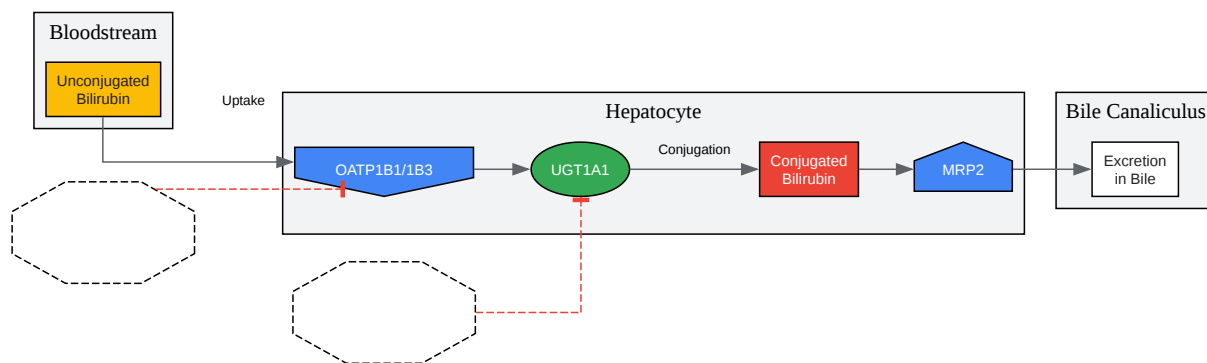 Bloodstream
Unconjugated
Bilirubin
Uptake
Hepatocyte
OATP1B1/1B3
UGT1A1
Conjugation
Conjugated
Bilirubin
MRP2
Bile Canaliculus
Excretion
in Bile